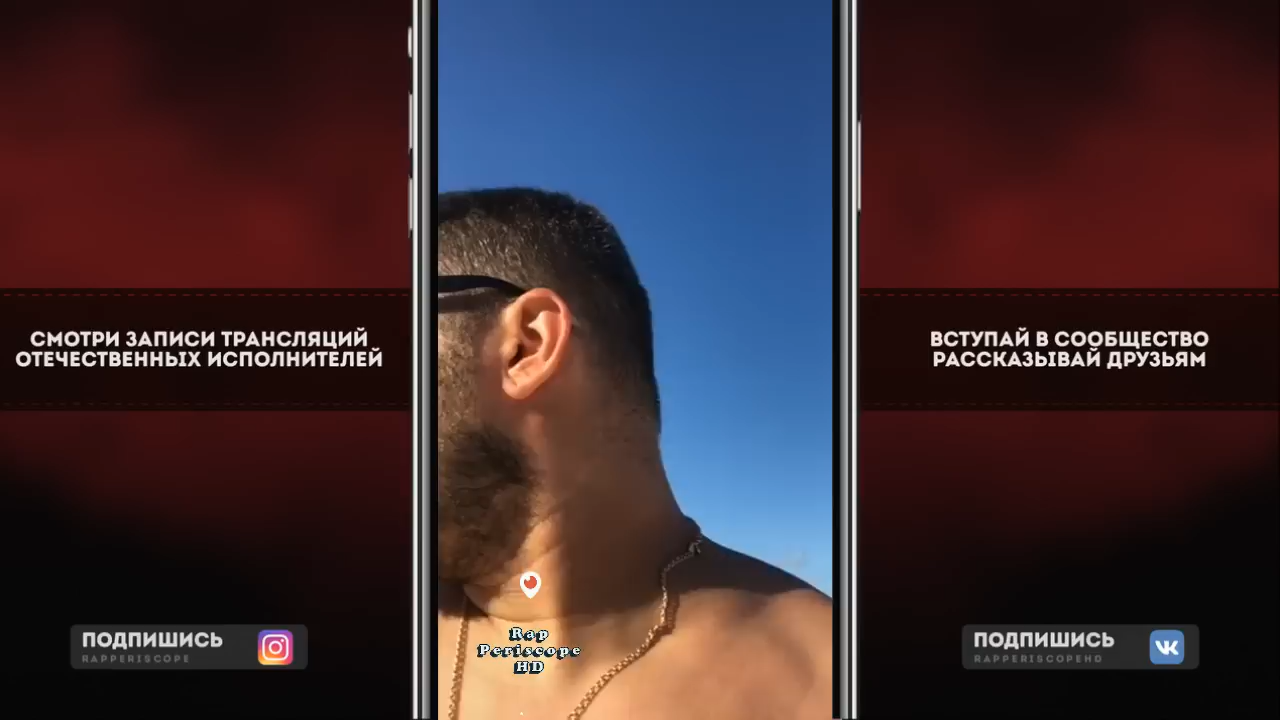 СМОТРИ ЗАПИСИ ТРАНСЛЯЦИЙ
ОТЕЧЕСТВЕННЫХ ИСПОЛНИТЕЛЕЙ
ВСТУПАЙ В СООБЩЕСТВО
РАССКАЗЫВАЙ ДРУЗЬЯМ
Rap
Periscope
HD
ПОДПИШИСЬ
RAPPERISCOPE
ПОДПИШИСЬ
RAPPERISCOPEHD